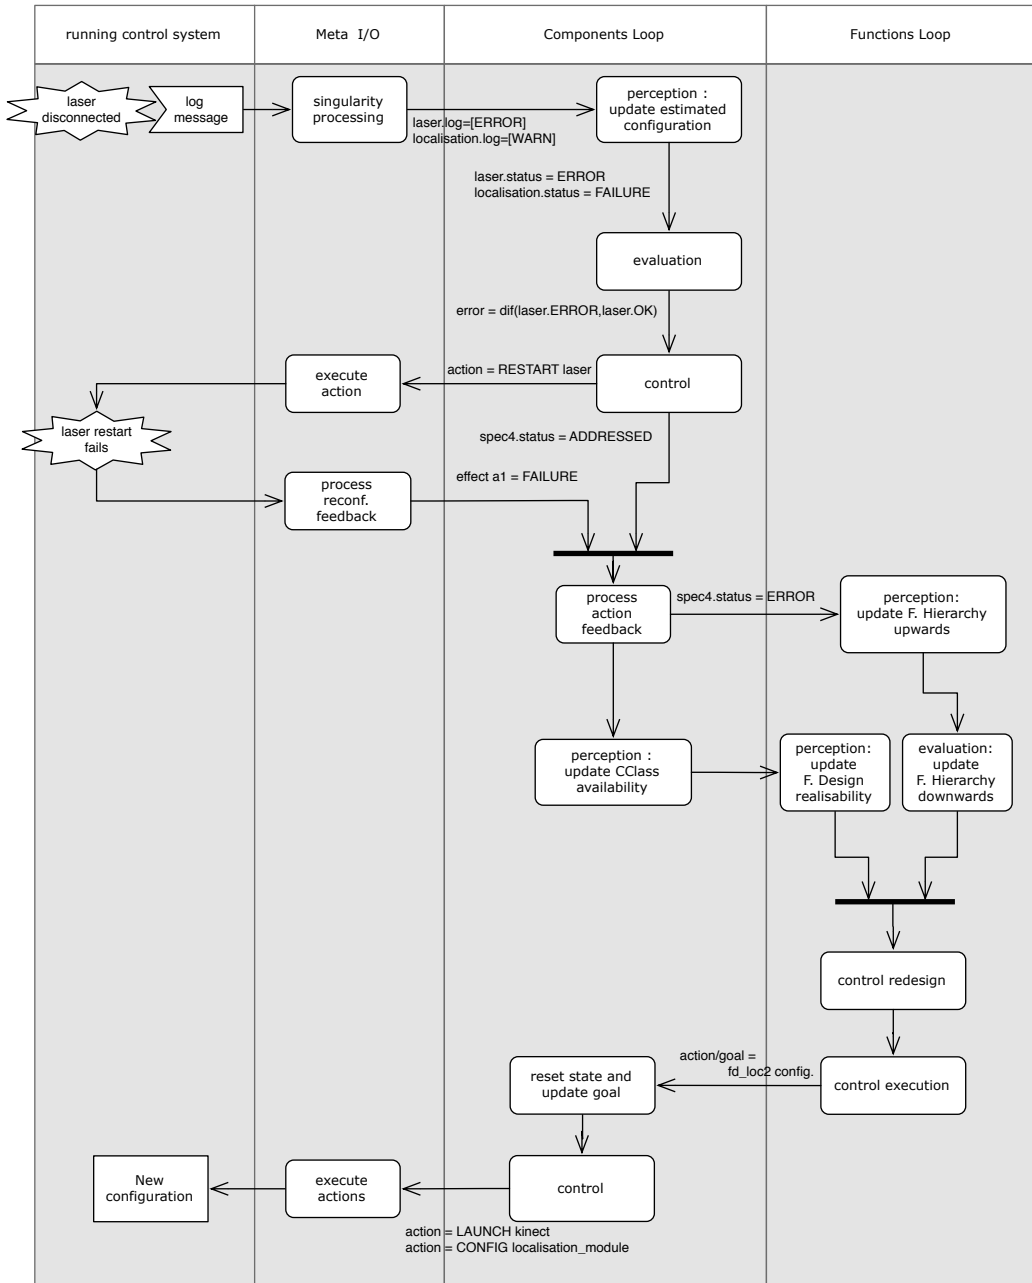 running control system
Meta I/O
Components Loop
Functions Loop
laser
disconnected
log
message
singularity
processing
laser.log=[ERROR]
localisation.log=[WARN]
perception :
update estimated
configuration
laser.status = ERROR
localisation.status = FAILURE
evaluation
error = dif(laser.ERROR,laser.OK)
control
action = RESTART laser
execute
action
laser restart
fails
spec4.status = ADDRESSED
process
reconf.
feedback
effect a1 = FAILURE
process
action
feedback
spec4.status = ERROR
perception:
update F. Hierarchy
upwards
perception :
update CClass
availability
perception:
update
F. Design
realisability
evaluation:
update
F. Hierarchy
downwards
control redesign
control execution
action/goal =
fd_loc2 config.
reset state and
update goal
control
execute
actions
New
configuration
action = LAUNCH kinect
action = CONFIG localisation_module